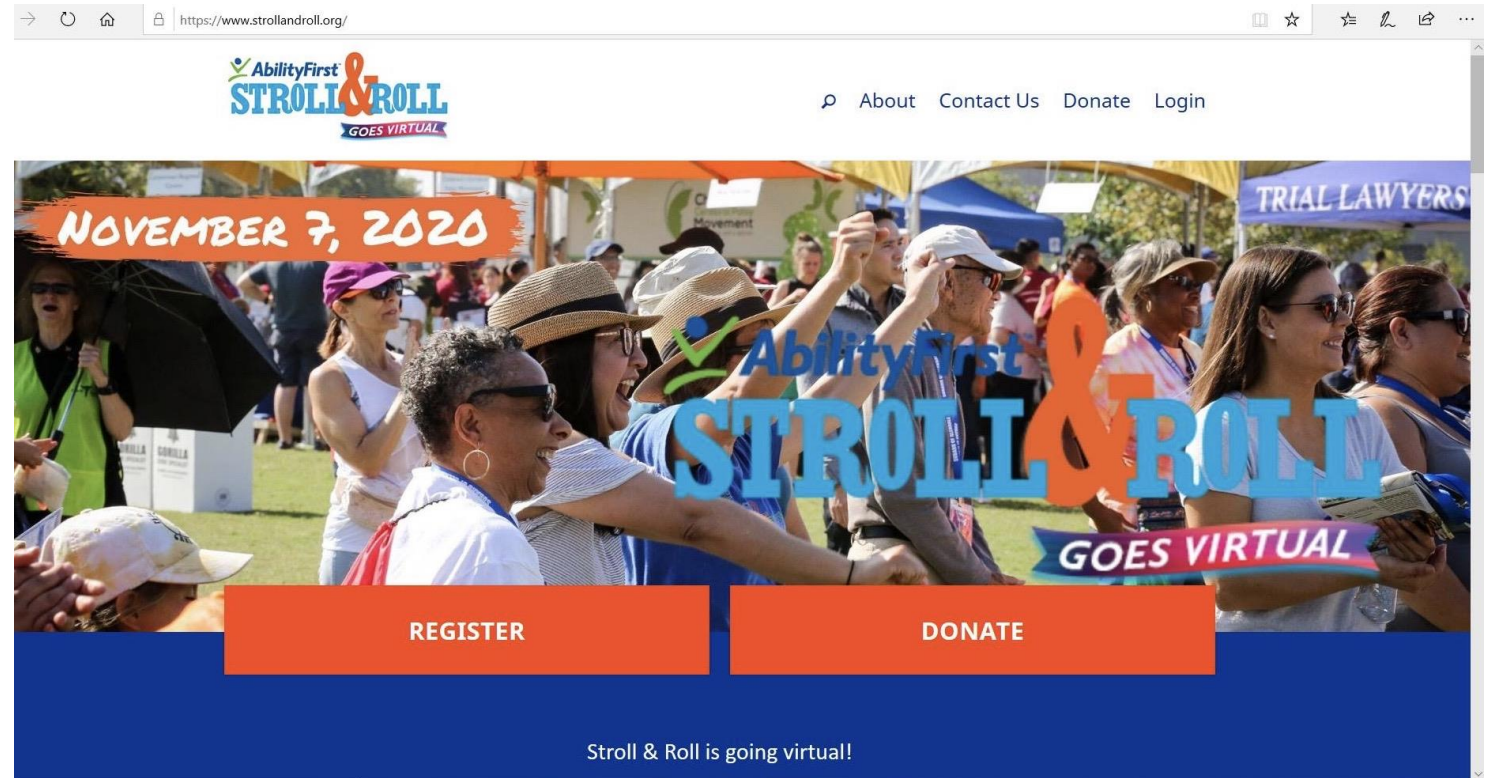 https://www.strollandroll.org/
AbilityFirst
STROLL & ROLL
GOES VIRTUAL
About Contact Us Donate Login
NOVEMBER 7, 2020
Movement
TRIAL LAWYERS
GORILLA
AbilityFirst
STROLL & ROLL
GOES VIRTUAL
REGISTER
DONATE
Stroll & Roll is going virtual!